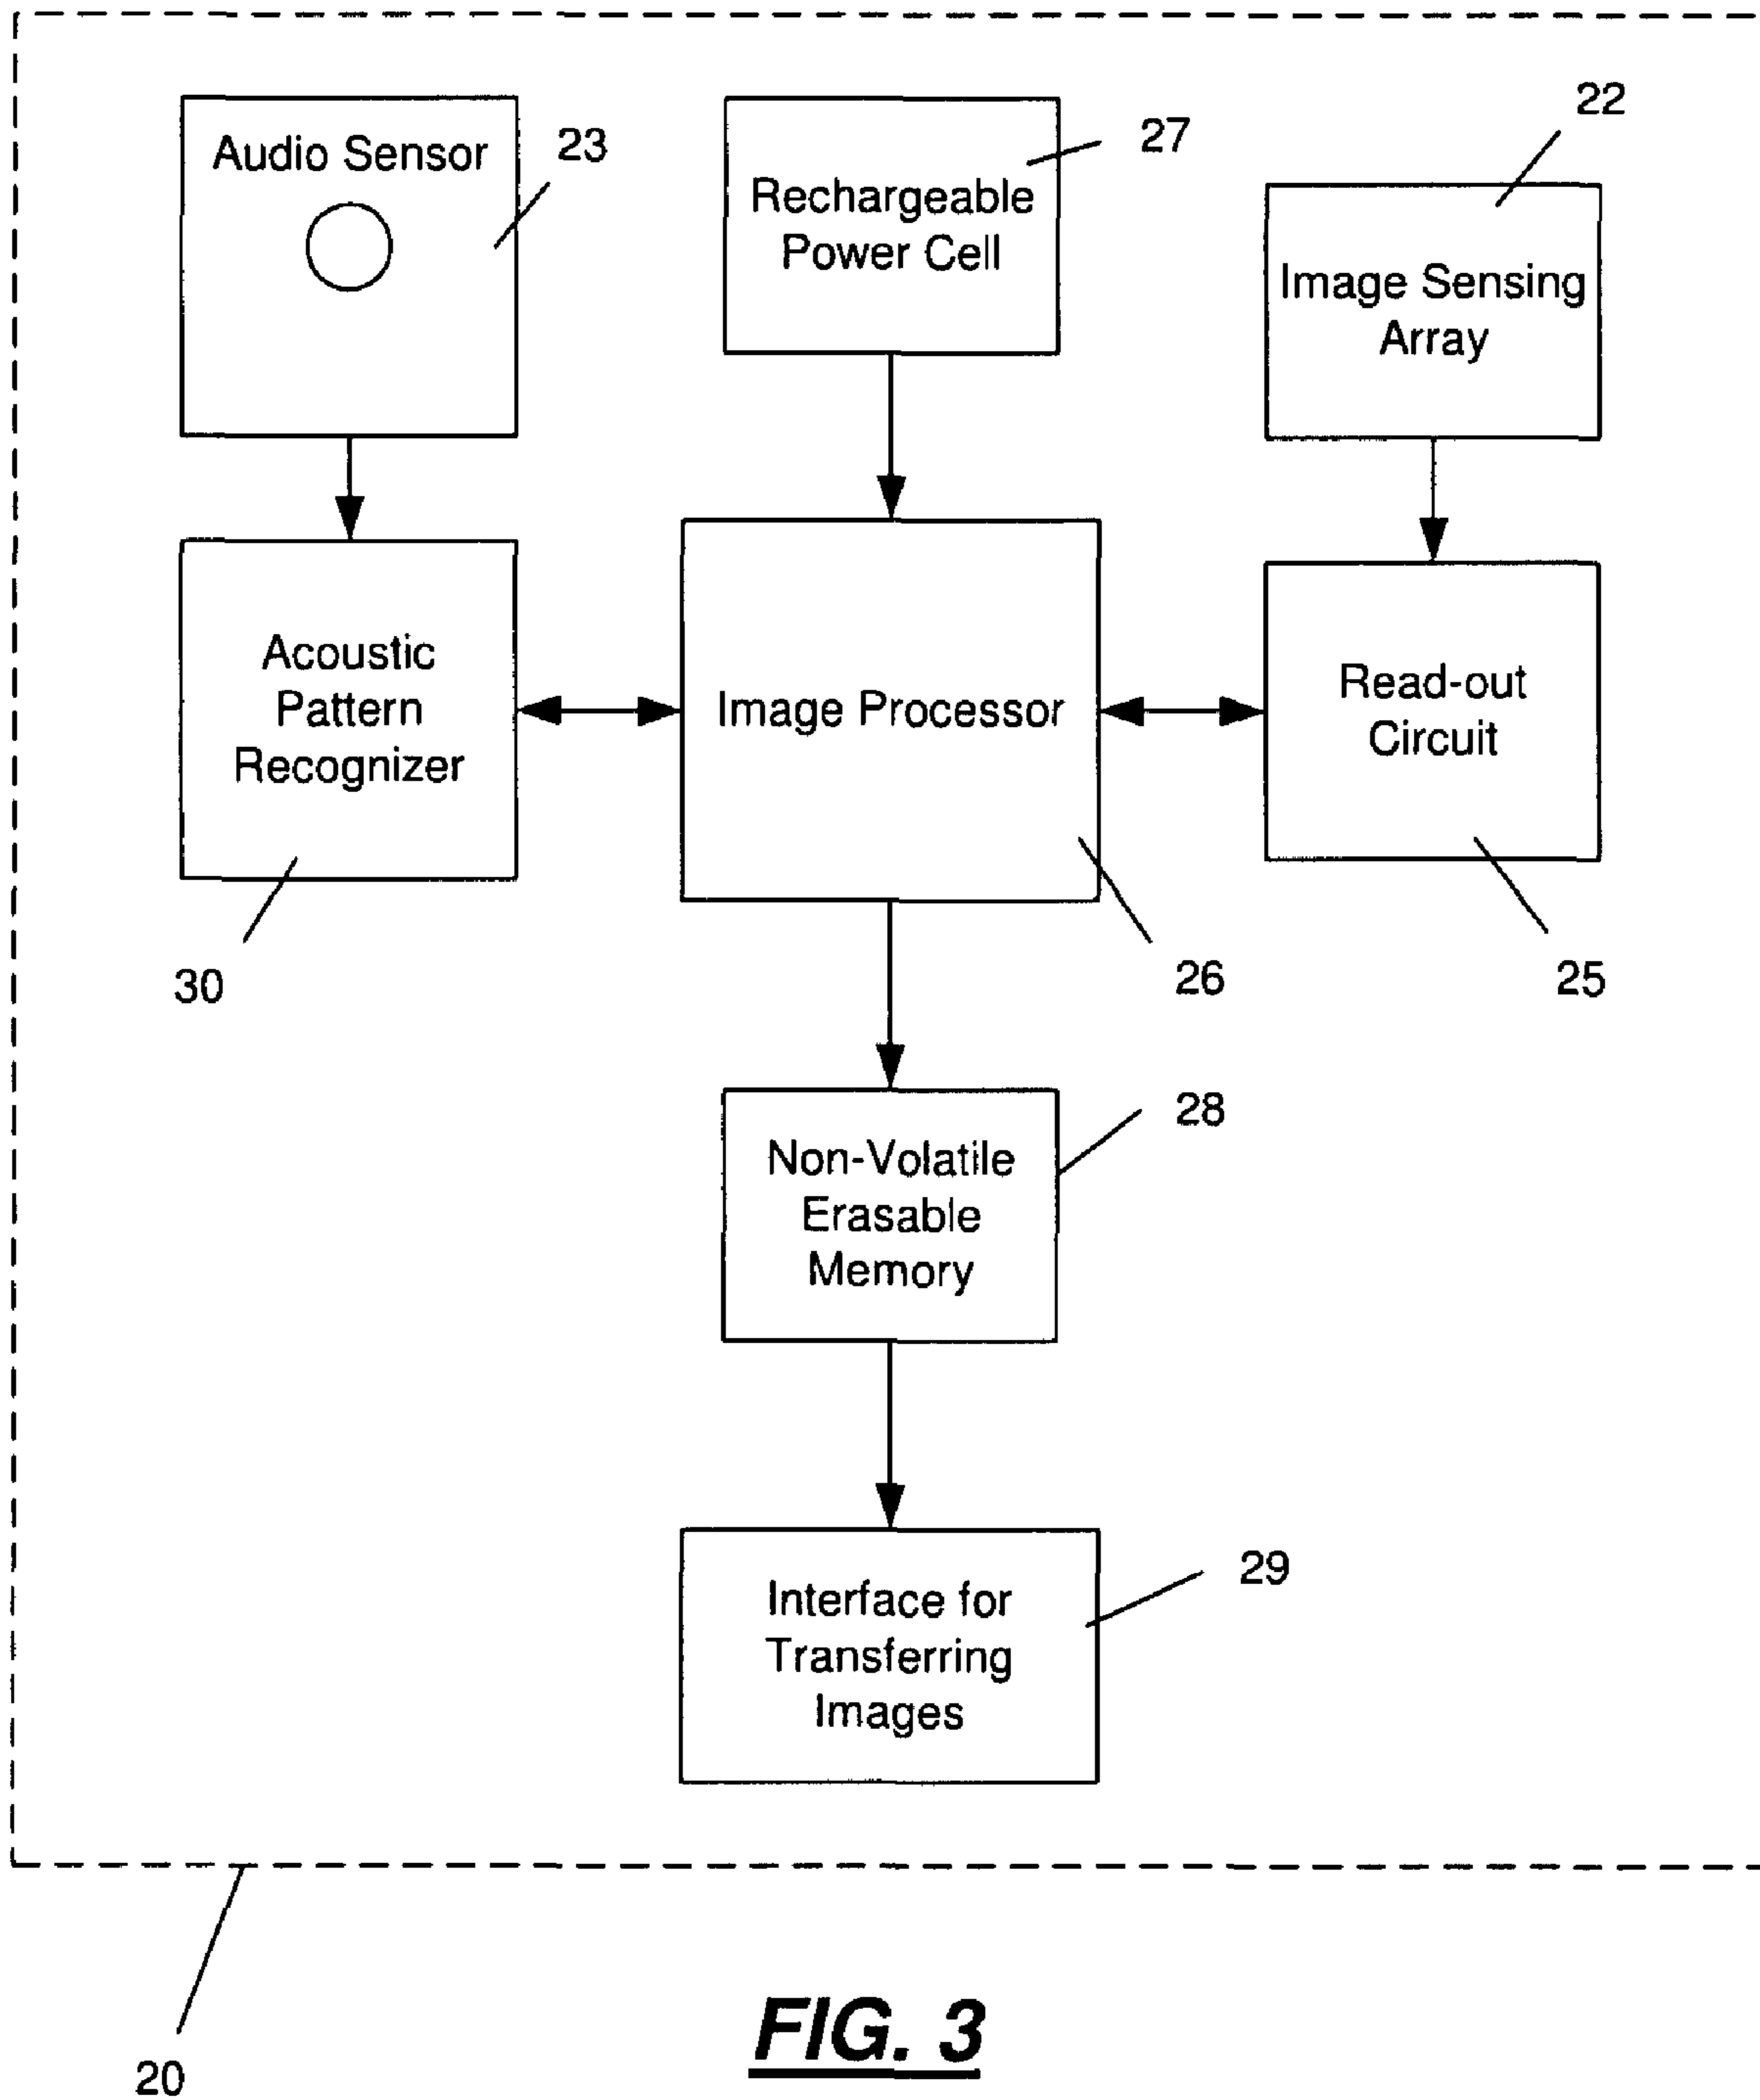 Audio Sensor
23
Rechargeable
Power Cell
27
22
Image Sensing
Array
Acoustic
Pattern
Recognizer
30
Image Processor
26
Read-out
Circuit
25
Non-Volatile
Erasable
Memory
28
Interface for
Transferring
Images
29
20
FIG. 3